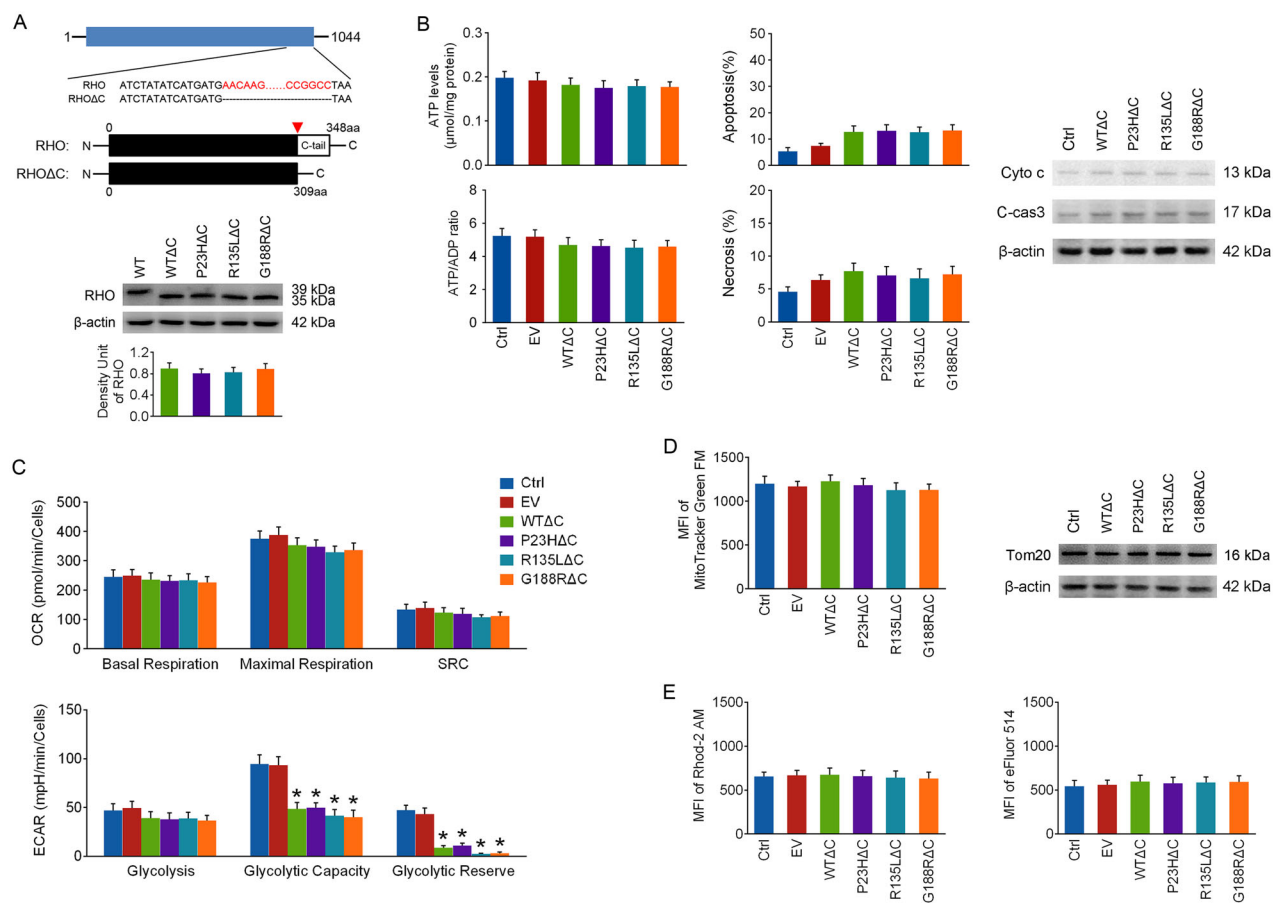 A
1
1044
RHO ATCTATATCATGATGAACAAG......CCGGCCTAA
RHOΔC ATCTATATCATGATG------------------------------TAA
0
348aa
RHO: N C-tail C
RHOΔC: N C
0
309aa
WT WTΔC P23HΔC R135LΔC G188RΔC
RHO 39 kDa
35 kDa
β-actin 42 kDa
Density Unit
of RHO
1.2
0.8
0.4
0.0
B
ATP levels
(μmol/mg protein)
0.3
0.2
0.1
0.0
ATP/ADP ratio
8
6
4
2
0
Ctrl EV WTΔC P23HΔC R135LΔC G188RΔC
Apoptosis(%)
50
40
30
20
10
0
Necrosis (%)
20
15
10
5
0
Ctrl EV WTΔC P23HΔC R135LΔC G188RΔC
Ctrl WTΔC P23HΔC R135LΔC G188RΔC
Cyto c 13 kDa
C-cas3 17 kDa
β-actin 42 kDa
C
OCR (pmol/min/Cells)
500
400
300
200
100
0
Basal Respiration Maximal Respiration SRC
Ctrl
EV
WTΔC
P23HΔC
R135LΔC
G188RΔC
ECAR (mpH/min/Cells)
150
100
50
0
* * * *
* * * *
Glycolysis Glycolytic Capacity Glycolytic Reserve
D
MFI of
MitoTracker Green FM
1500
1000
500
0
Ctrl EV WTΔC P23HΔC R135LΔC G188RΔC
Ctrl WTΔC P23HΔC R135LΔC G188RΔC
Tom20 16 kDa
β-actin 42 kDa
E
MFI of Rhod-2 AM
1500
1000
500
0
Ctrl EV WTΔC P23HΔC R135LΔC G188RΔC
MFI of eFluor 514
1500
1000
500
0
Ctrl EV WTΔC P23HΔC R135LΔC G188RΔC